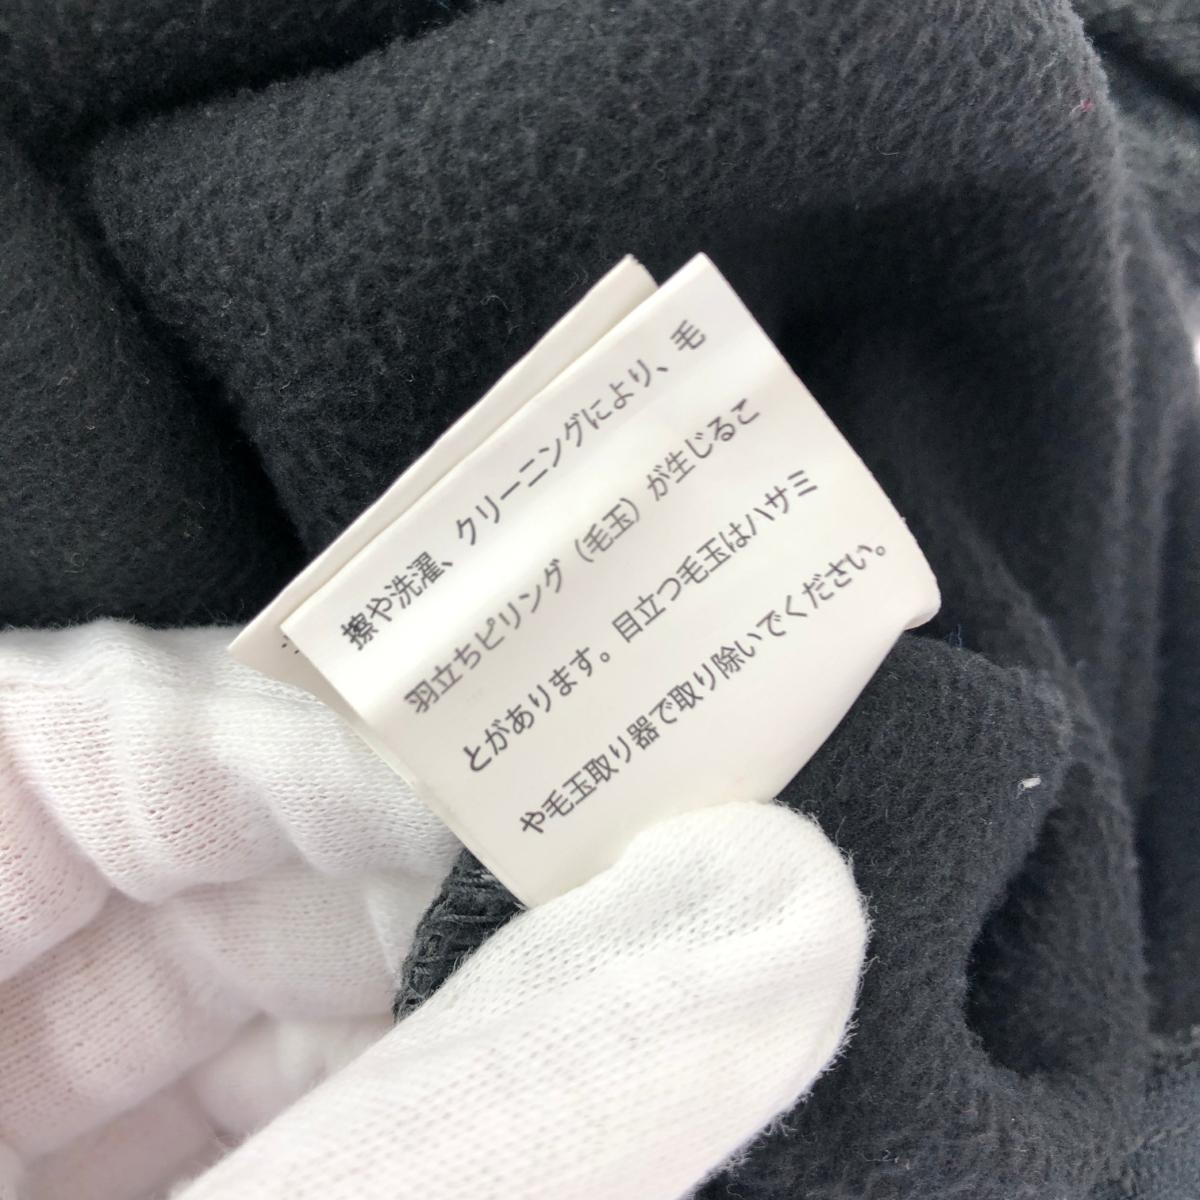 擦や洗濯、クリーニングにより、毛
羽立ちピリング（毛玉）が生じるこ
とがあります。目立つ毛玉はハサミ
や毛玉取り器で取り除いでください。